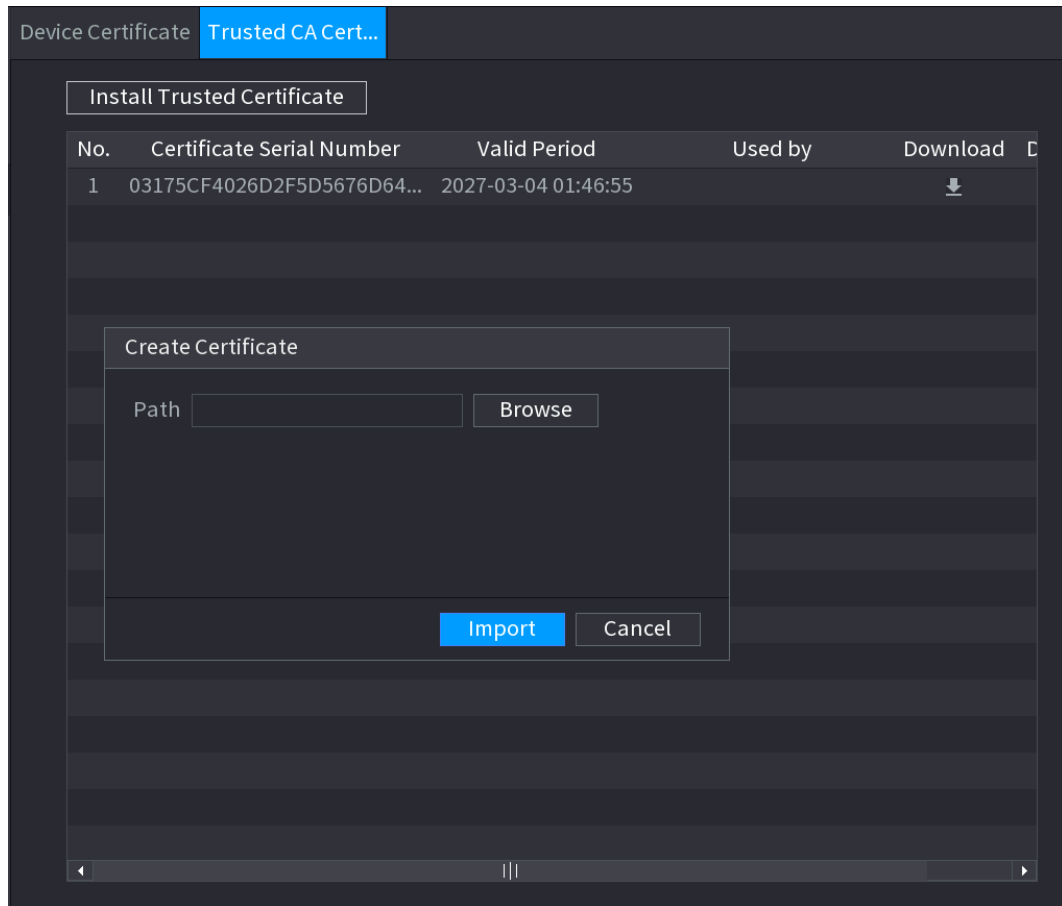 Device Certificate Trusted CA Cert...
Install Trusted Certificate
No. Certificate Serial Number Valid Period Used by Download D
1 03175CF4026D2F5D5676D64... 2027-03-04 01:46:55
Create Certificate
Path Browse
Import Cancel